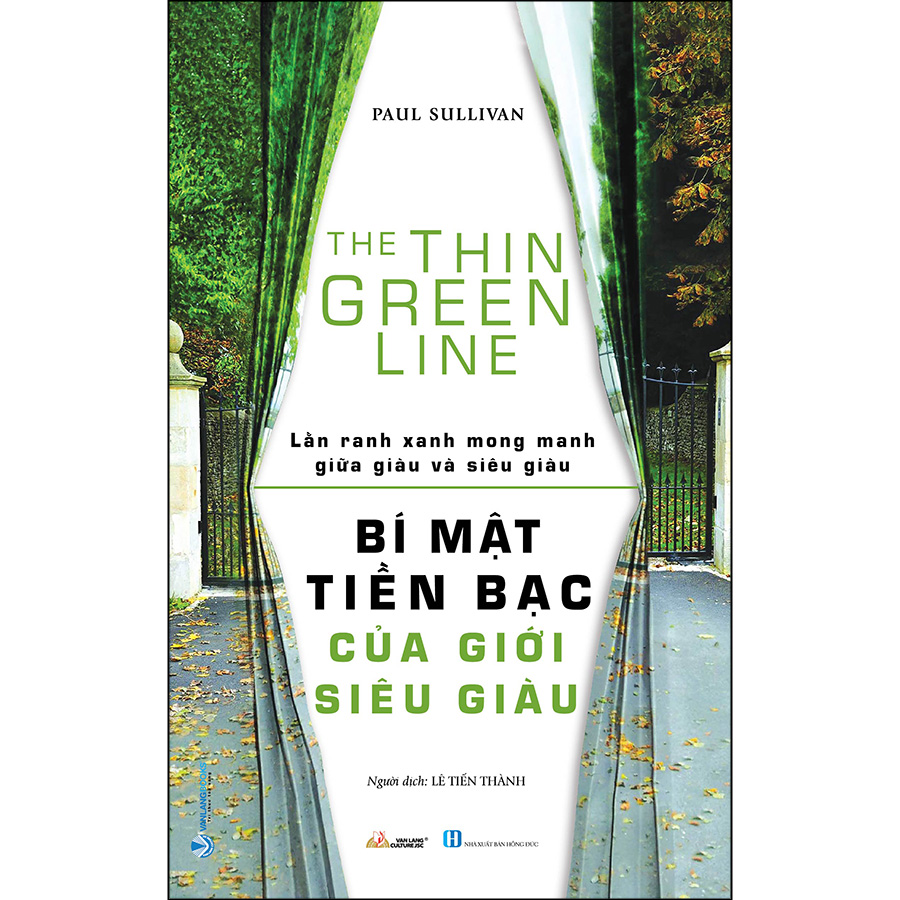 PAUL SULLIVAN
THE THIN
GREEN
LINE
Lằn ranh xanh mong manh
giữa giàu và siêu giàu
BÍ MẬT
TIỀN BẠC
CỦA GIỚI
SIÊU GIÀU
Người dịch: LÊ TIẾN THÀNH
VAN LANG®
CULTURE JSC
NHÀ XUẤT BẢN HỒNG ĐỨC
VANLANGBOOKS